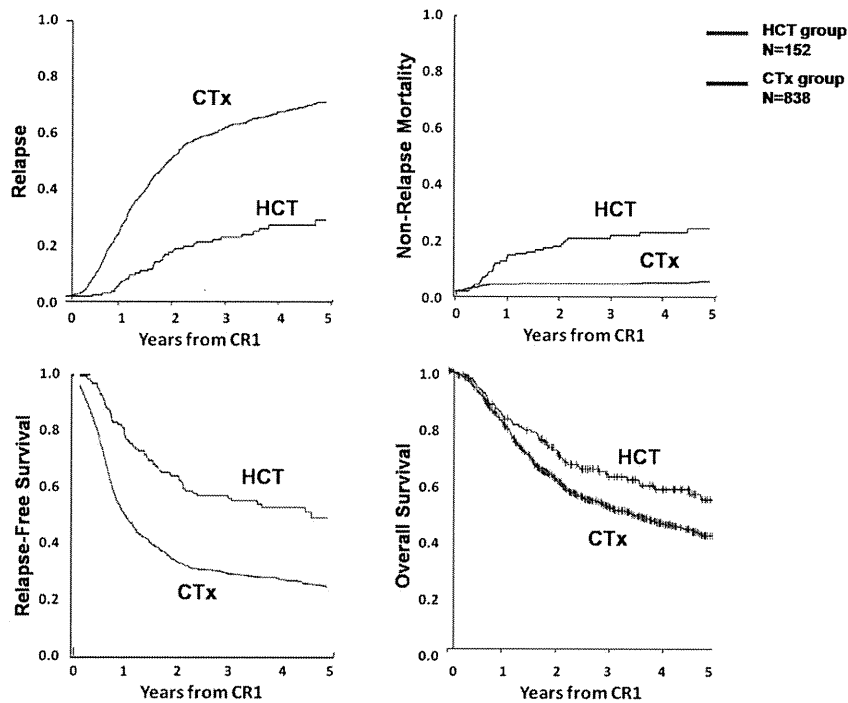 Relapse
1.0
0.8
0.6
0.4
0.2
0.0
CTx
HCT
0 1 2 3 4 5
Years from CR1
Non-Relapse Mortality
1.0
0.8
0.6
0.4
0.2
0.0
HCT
CTx
0 1 2 3 4 5
Years from CR1
HCT group
N=152
CTx group
N=838
Relapse-Free Survival
1.0
0.8
0.6
0.4
0.2
0.0
HCT
CTx
0 1 2 3 4 5
Years from CR1
Overall Survival
1.0
0.8
0.6
0.4
0.2
0.0
HCT
CTx
0 1 2 3 4 5
Years from CR1